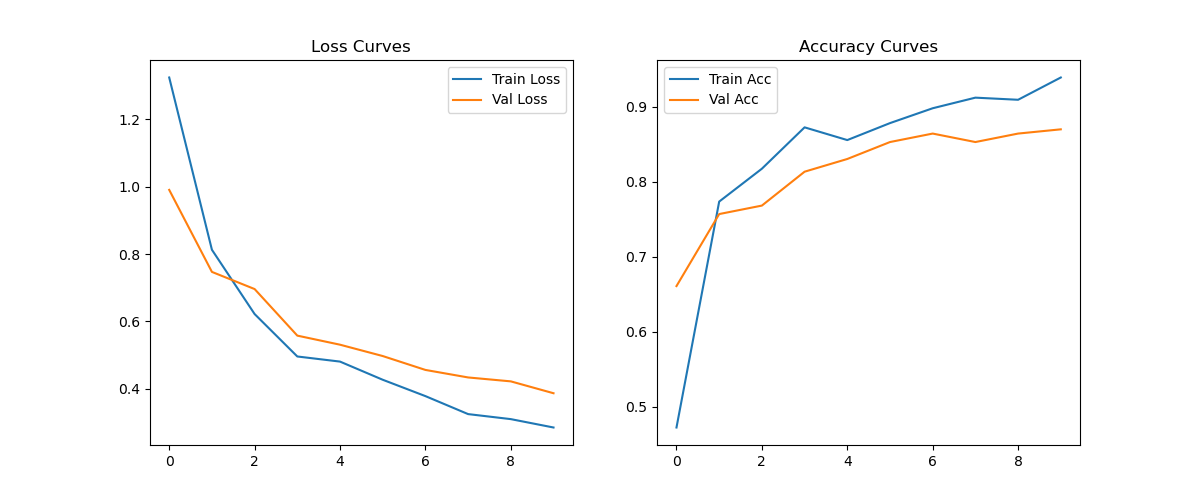 Loss Curves
Train Loss
Val Loss
1.2
1.0
0.8
0.6
0.4
0 2 4 6 8
Accuracy Curves
Train Acc
Val Acc
0.9
0.8
0.7
0.6
0.5
0 2 4 6 8